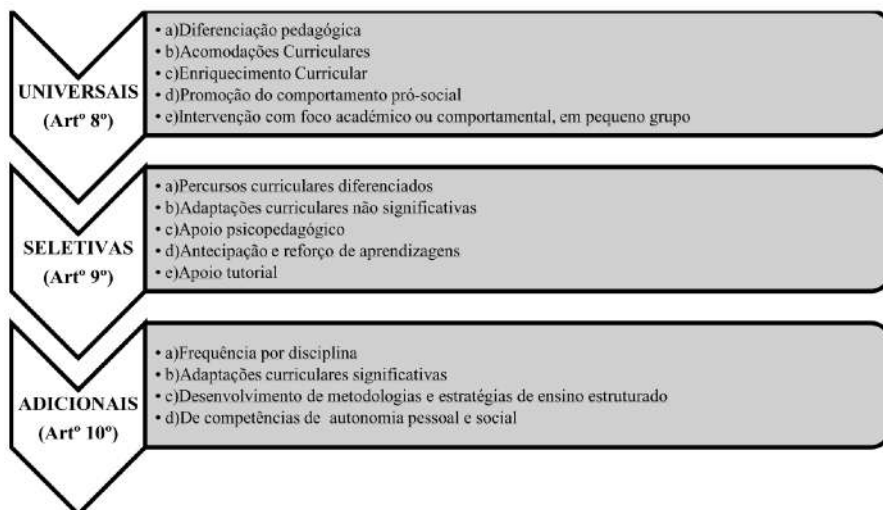 UNIVERSAIS
(Artº 8º)
• a)Diferenciação pedagógica
• b)Acomodações Curriculares
• c)Enriquecimento Curricular
• d)Promoção do comportamento pró-social
• e)Intervenção com foco académico ou comportamental, em pequeno grupo
SELETIVAS
(Artº 9º)
• a)Percursos curriculares diferenciados
• b)Adaptações curriculares não significativas
• c)Apoio psicopedagógico
• d)Antecipação e reforço de aprendizagens
• e)Apoio tutorial
ADICIONAIS
(Artº 10º)
• a)Frequência por disciplina
• b)Adaptações curriculares significativas
• c)Desenvolvimento de metodologias e estratégias de ensino estruturado
• d)De competências de autonomia pessoal e social